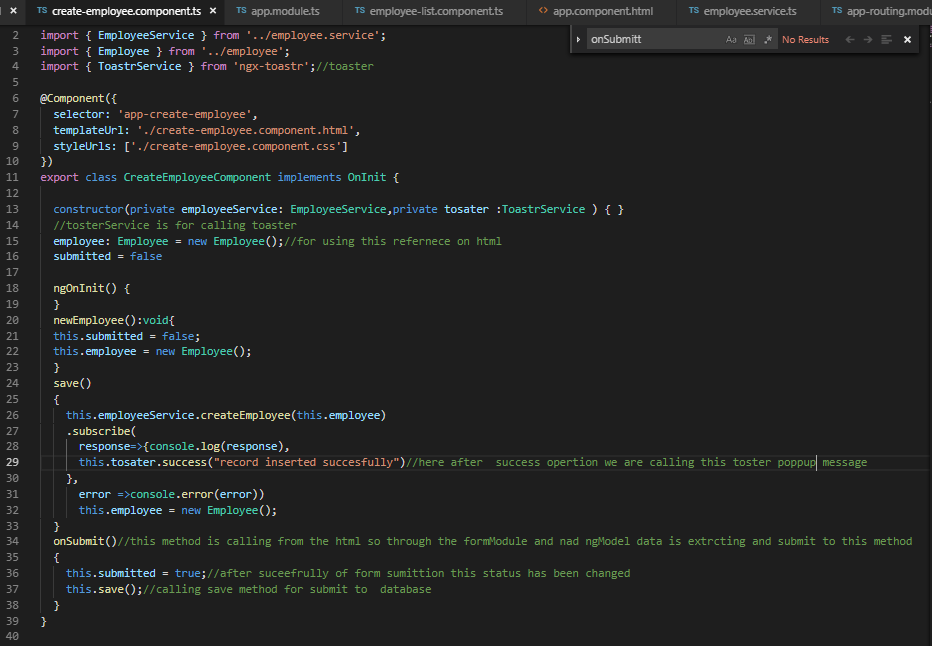 TS create-employee.component.ts × TS app.module.ts TS employee-list.component.ts <> app.component.html TS employee.service.ts TS app-routing.modu
onSubmitt Aa Ab| .* No Results
2 import { EmployeeService } from '../employee.service';
3 import { Employee } from '../employee';
4 import { ToastrService } from 'ngx-toastr';//toaster
5
6 @Component({
7 selector: 'app-create-employee',
8 templateUrl: './create-employee.component.html',
9 styleUrls: ['./create-employee.component.css']
10 })
11 export class CreateEmployeeComponent implements OnInit {
12
13 constructor(private employeeService: EmployeeService,private tosater :ToastrService ) { }
14 //tosterService is for calling toaster
15 employee: Employee = new Employee();//for using this refernece on html
16 submitted = false
17
18 ngOnInit() {
19 }
20 newEmployee():void{
21 this.submitted = false;
22 this.employee = new Employee();
23 }
24 save()
25 {
26 this.employeeService.createEmployee(this.employee)
27 .subscribe(
28 response=>{console.log(response),
29 this.tosater.success("record inserted succesfully")//here after  success opertion we are calling this toster poppup message
30 },
31 error =>console.error(error))
32 this.employee = new Employee();
33 }
34 onSubmit()//this method is calling from the html so through the formModule and nad ngModel data is extrcting and submit to this method
35 {
36 this.submitted = true;//after suceefrully of form sumittion this status has been changed
37 this.save();//calling save method for submit to  database
38 }
39 }
40